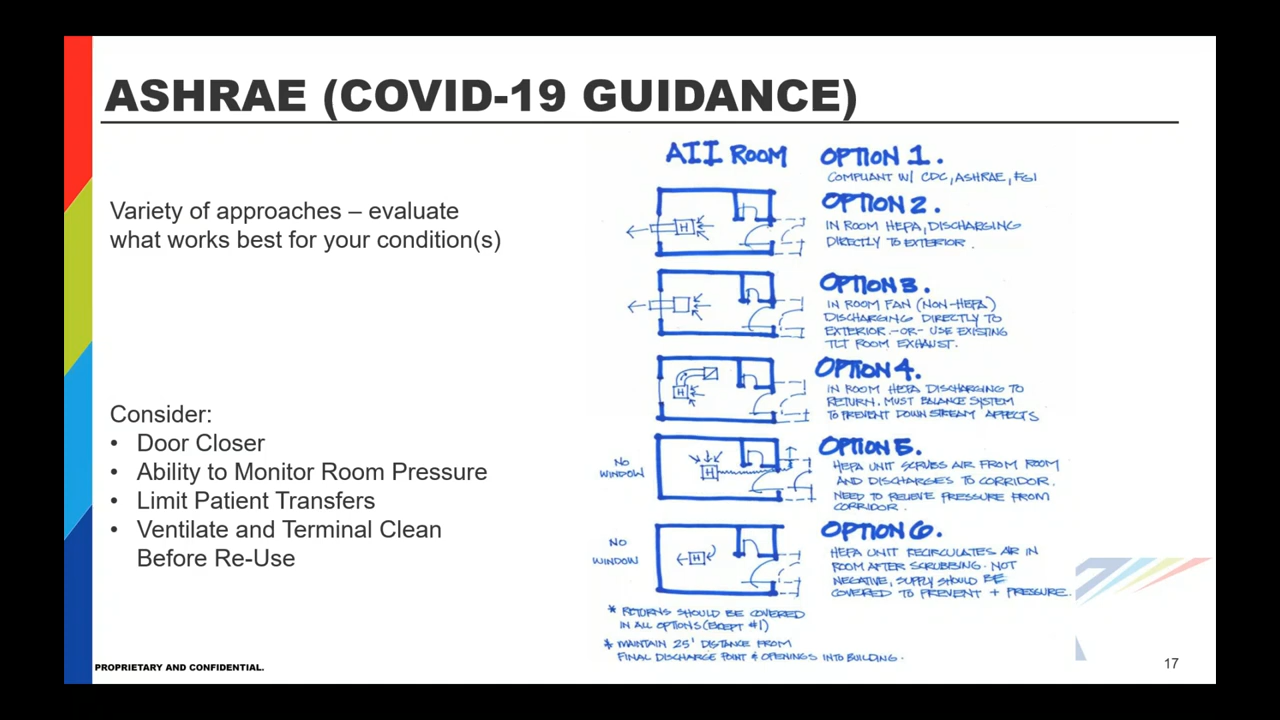 ASHRAE (COVID-19 GUIDANCE)
Variety of approaches – evaluate
what works best for your condition(s)
Consider:
• Door Closer
• Ability to Monitor Room Pressure
• Limit Patient Transfers
• Ventilate and Terminal Clean
Before Re-Use
AII ROOM
OPTION 1.
COMPLIANT W/ CDC, ASHRAE, FGI
OPTION 2.
IN ROOM HEPA, DISCHARGING
DIRECTLY TO EXTERIOR.
H
OPTION 3.
IN ROOM FAN (NON-HEPA)
DISCHARGING DIRECTLY TO
EXTERIOR. -OR- USE EXISTING
TLT ROOM EXHAUST.
OPTION 4.
IN ROOM HEPA DISCHARGING TO
RETURN. MUST BALANCE SYSTEM
TO PREVENT DOWN STREAM AFFECTS
H
OPTION 5.
HEPA UNIT SCRUBS AIR FROM ROOM
AND DISCHARGES TO CORRIDOR.
NEED TO RELIEVE PRESSURE FROM
CORRIDOR.
NO
WINDOW
H
OPTION 6.
HEPA UNIT RECIRCULATES AIR IN
ROOM AFTER SCRUBBING. NOT
NEGATIVE, SUPPLY SHOULD BE
COVERED TO PREVENT + PRESSURE.
NO
WINDOW
H
* RETURNS SHOULD BE COVERED
IN ALL OPTIONS (EXCEPT #1)
* MAINTAIN 25' DISTANCE FROM
FINAL DISCHARGE POINT & OPENINGS INTO BUILDING.
PROPRIETARY AND CONFIDENTIAL.
17